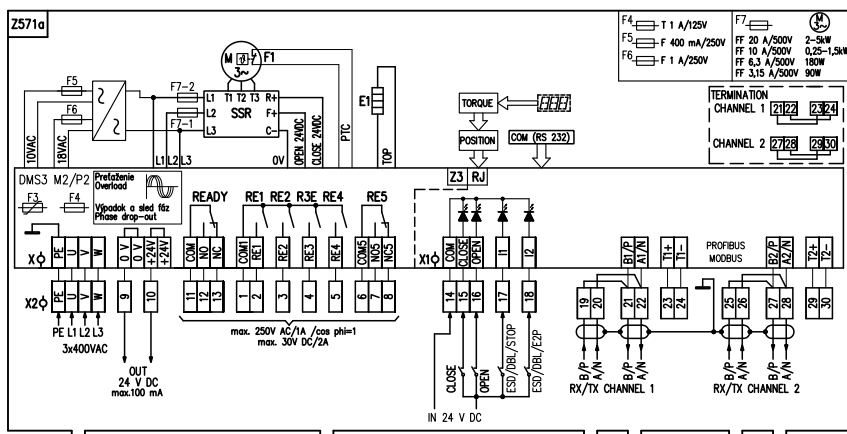 Z571a
F4 T 1 A/125V
F5 F 400 mA/250V
F6 F 1 A/250V
F7
M
3~
FF 20 A/500V 2-5kW
FF 10 A/500V 0,25-1,5kW
FF 6,3 A/500V 180W
FF 3,15 A/500V 90W
TERMINATION
CHANNEL 1 21 22 23 24
CHANNEL 2 27 28 29 30
M F1
3~
F5
F6
F7-2
F7-1
L1 T1 T2 T3 R+
L2 SSR F+
L3 C-
E1
TORQUE
POSITION
COM (RS 232)
10VAC
18VAC
L1 L2 L3
0V
OPEN 24VDC
CLOSE 24VDC
PTC
TOP
Z3 RJ
DMS3 M2/P2
F3
F4
Preťaženie
Overload
Výpadok a sled fáz
Phase drop-out
READY
RE1 RE2 R3E RE4
RE5
X
PE U V W
0 V 0 V +24V +24V
COM NO NC
COM1 RE1 RE2 RE3 RE4
COM5 NO5 NC5
X1
COM CLOSE OPEN I1 I2
B1/P A1/N T1+ T1-
PROFIBUS
MODBUS
B2/P A2/N T2+ T2-
X2
PE U V W
9 10
11 12 13
1 2 3 4 5
6 7 8
14 15 16 17 18
19 20 21 22 23 24
25 26 27 28 29 30
PE L1 L2 L3
3x400VAC
OUT
24 V DC
max.100 mA
max. 250V AC/1A /cos phi=1
max. 30V DC/2A
CLOSE
OPEN
ESD/DBL/STOP
ESD/DBL/E2P
IN 24 V DC
B/P A/N B/P A/N
RX/TX CHANNEL 1
B/P A/N B/P A/N
RX/TX CHANNEL 2